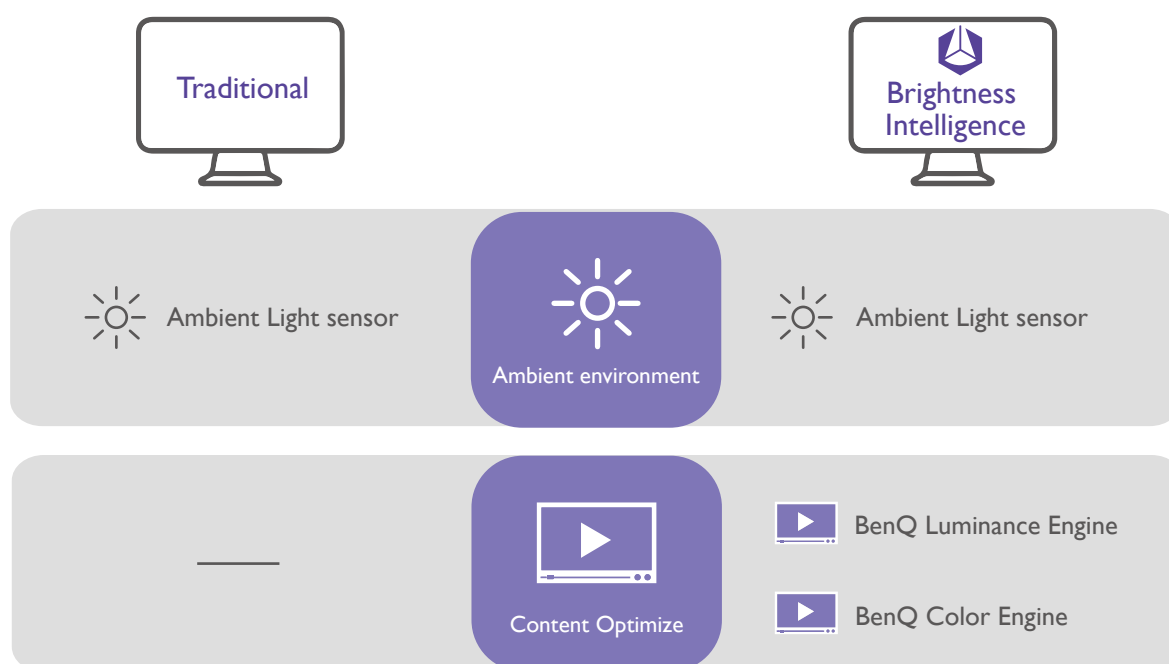 Traditional
Brightness
Intelligence
Ambient Light sensor
Ambient environment
Ambient Light sensor
Content Optimize
BenQ Luminance Engine
BenQ Color Engine